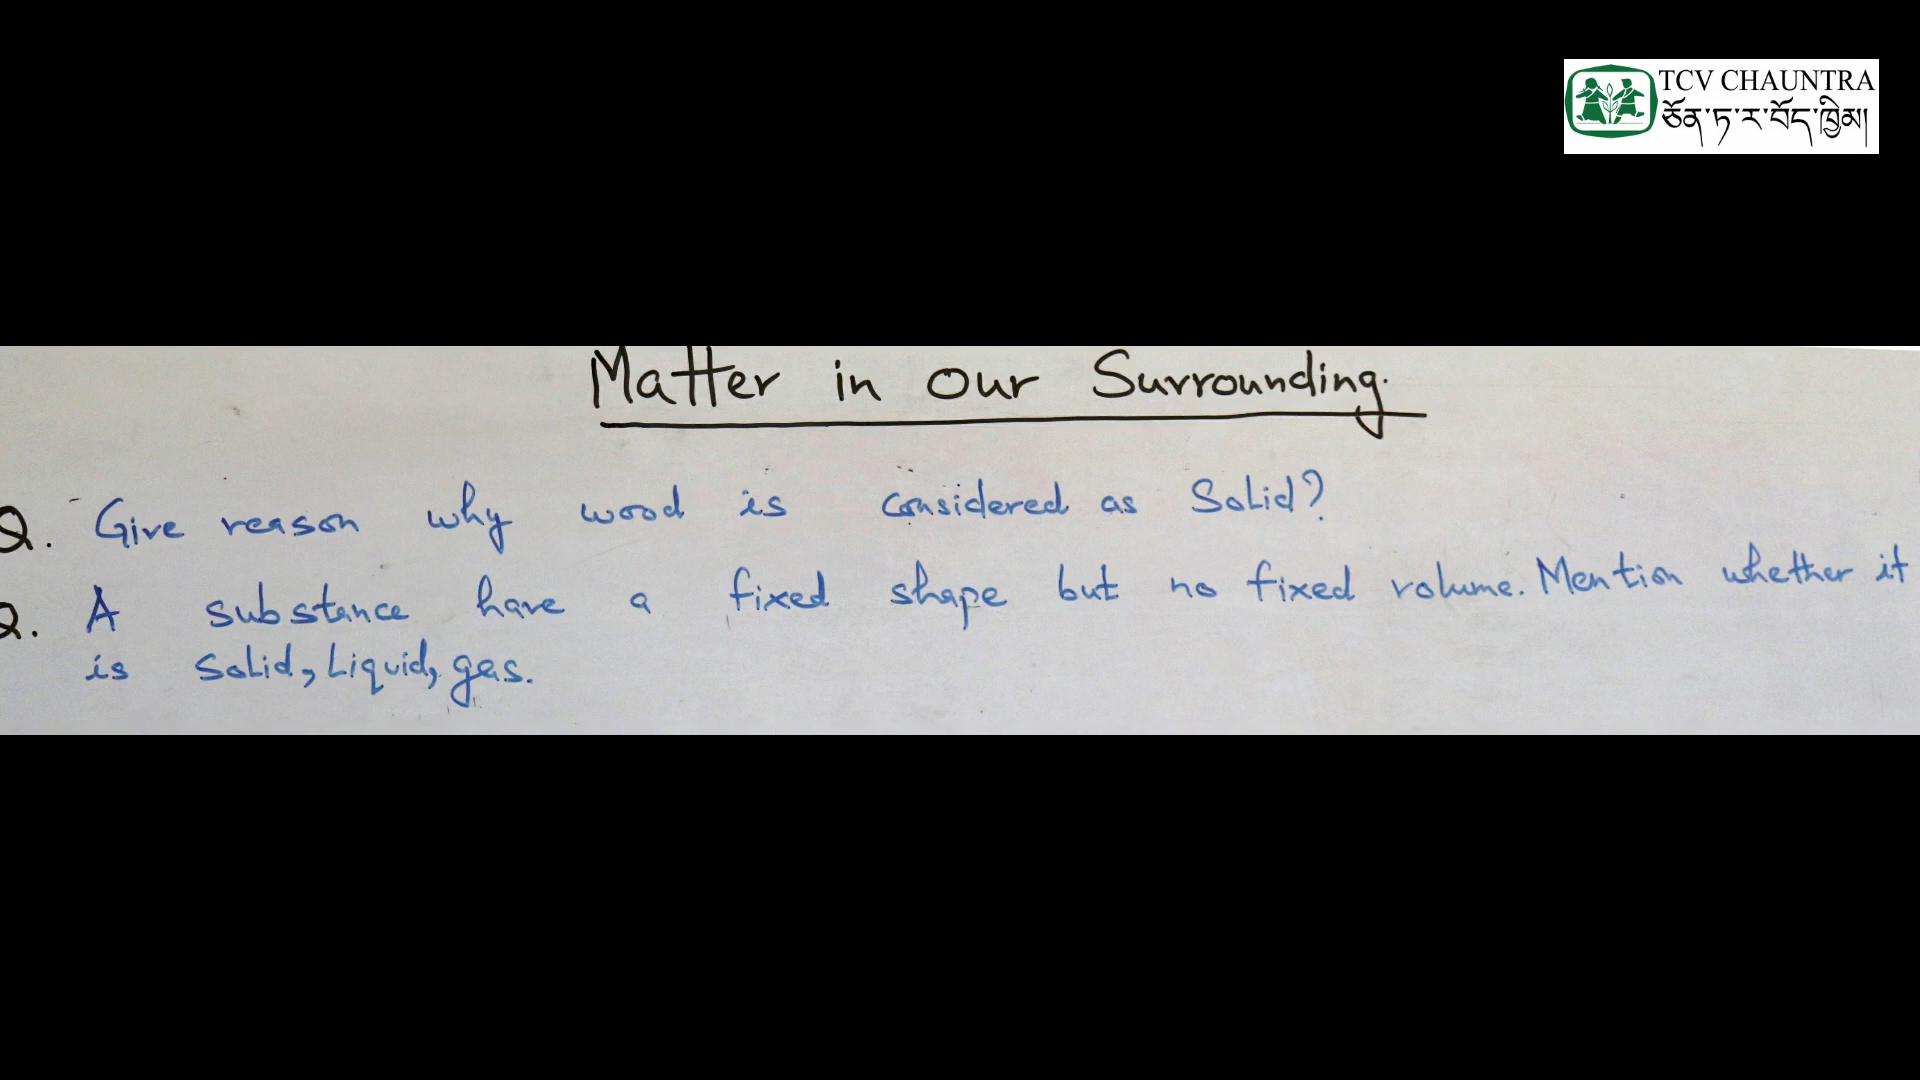 TCV CHAUNTRA
ཅོན་ཏ་ར་བོད་ཁྱིམ།
Matter in our Surrounding.
Q. Give reason why wood is considered as Solid?
Q. A substance have a fixed shape but no fixed volume. Mention whether it
is Solid, Liquid, gas.